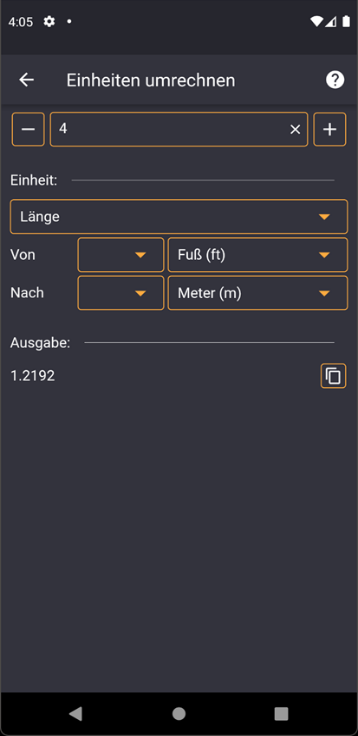 4:05
Einheiten umrechnen
4
Einheit:
Länge
Von Fuß (ft)
Nach Meter (m)
Ausgabe:
1.2192